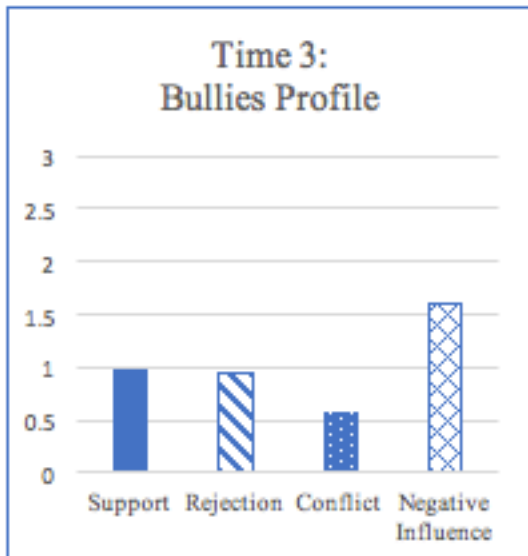 Time 3:
Bullies Profile
3
2.5
2
1.5
1
0.5
0
Support Rejection Conflict Negative
Influence